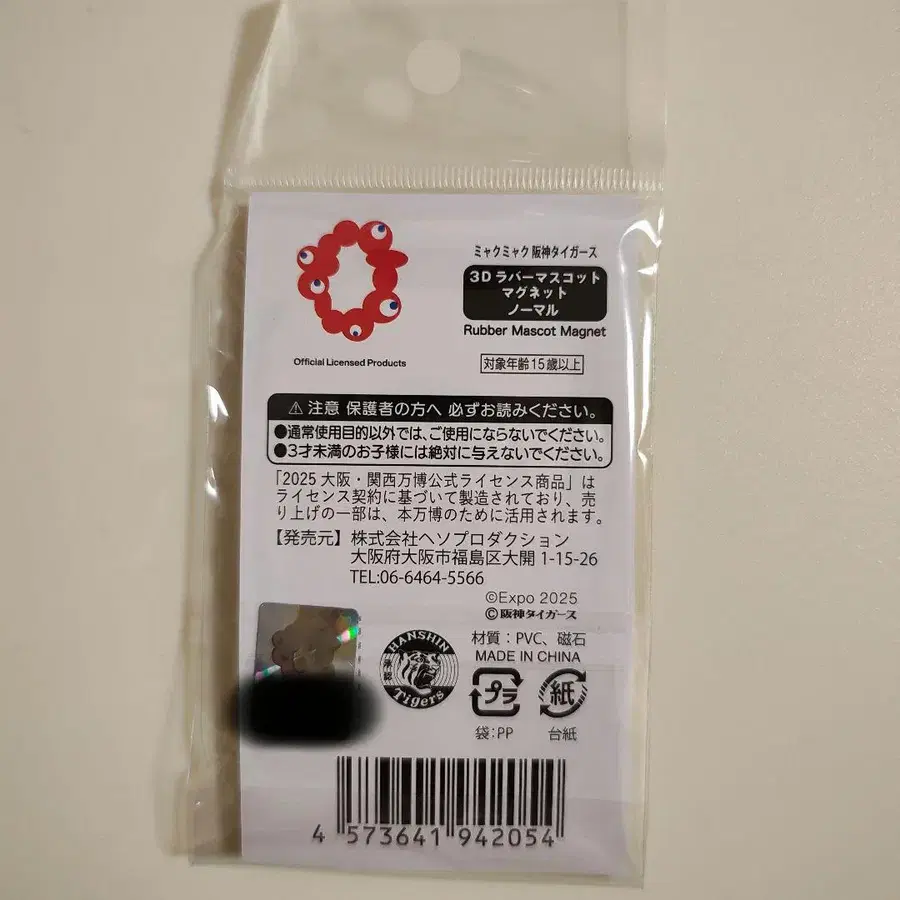 ミャクミャク 阪神タイガース
3D ラバーマスコット
マグネット
ノーマル
Rubber Mascot Magnet
Official Licensed Products
対象年齢15歳以上
⚠ 注意 保護者の方へ 必ずお読みください。
●通常使用目的以外では、ご使用にならないでください。
●3才未満のお子様には絶対に与えないでください。
「2025 大阪・関西万博公式ライセンス商品」は
ライセンス契約に基づいて製造されており、売
り上げの一部は、本万博のために活用されます。
【発売元】株式会社ヘソプロダクション
大阪府大阪市福島区大開 1-15-26
TEL:06-6464-5566
©Expo 2025
©阪神タイガース
材質：PVC、磁石
MADE IN CHINA
HANSHIN
承認
Tigers
プラ
紙
袋：PP
台紙
4 573641 942054